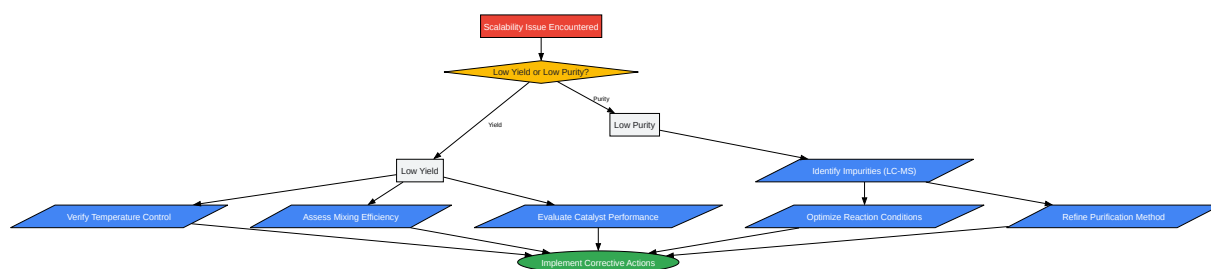 Scalability Issue Encountered
Low Yield or Low Purity?
Purity
Low Purity
Yield
Low Yield
Identify Impurities (LC-MS)
Verify Temperature Control
Assess Mixing Efficiency
Evaluate Catalyst Performance
Optimize Reaction Conditions
Refine Purification Method
Implement Corrective Actions